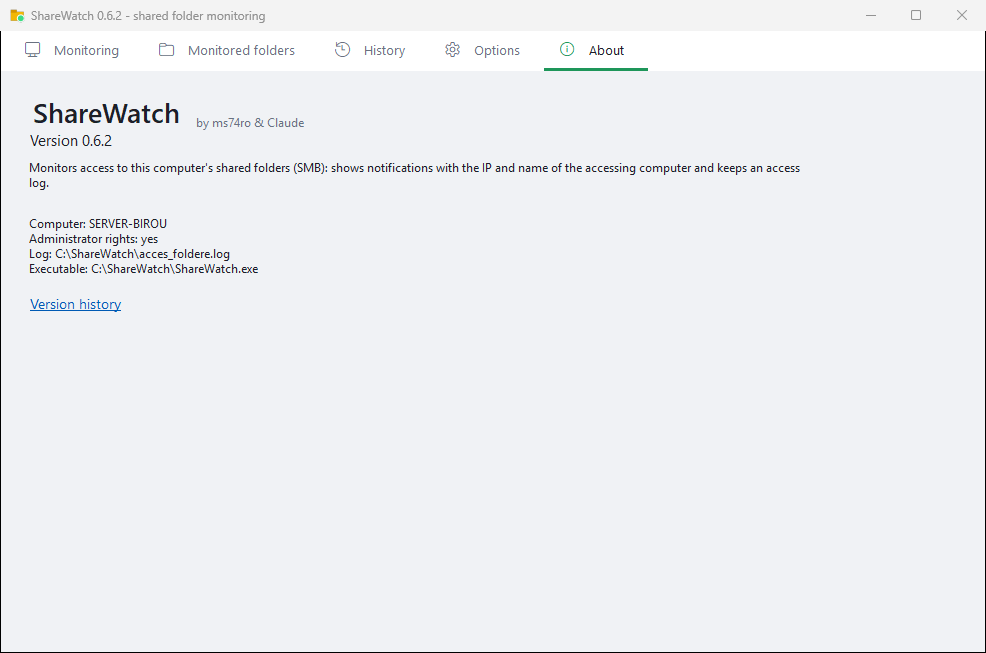 ShareWatch 0.6.2 - shared folder monitoring
Monitoring Monitored folders History Options About
ShareWatch by ms74ro & Claude
Version 0.6.2
Monitors access to this computer's shared folders (SMB): shows notifications with the IP and name of the accessing computer and keeps an access
log.
Computer: SERVER-BIROU
Administrator rights: yes
Log: C:\ShareWatch\acces_foldere.log
Executable: C:\ShareWatch\ShareWatch.exe
Version history